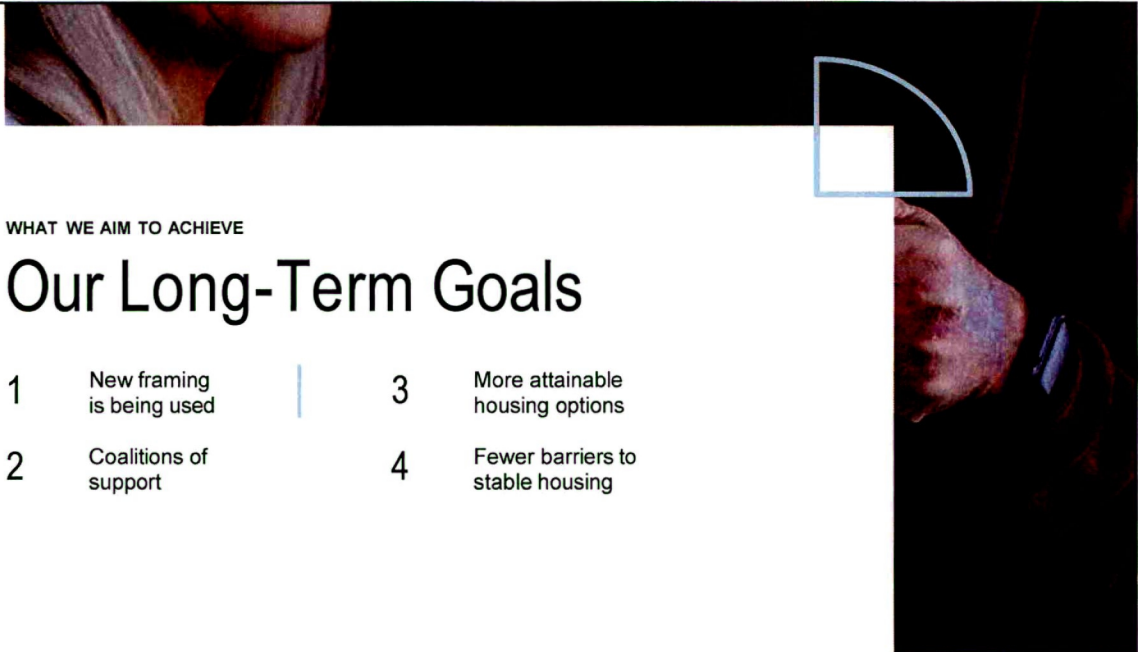 WHAT WE AIM TO ACHIEVE
Our Long-Term Goals
1
New framing
is being used
2
Coalitions of
support
3
More attainable
housing options
4
Fewer barriers to
stable housing